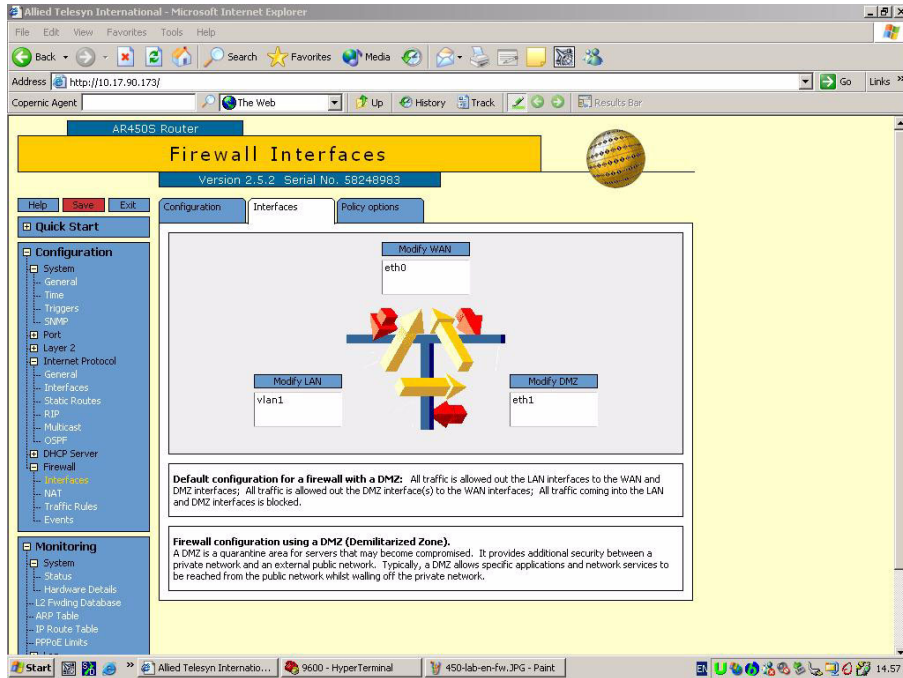 Allied Telesyn International - Microsoft Internet Explorer
File Edit View Favorites Tools Help
Back Search Favorites Media
Address http://10.17.90.173/ Go Links »
Copernic Agent The Web Up History Track Results Bar
AR450S Router
Firewall Interfaces
Version 2.5.2 Serial No. 58248983
Help Save Exit
Configuration Interfaces Policy options
Quick Start
Configuration
System
General
Time
Triggers
SNMP
Port
Layer 2
Internet Protocol
General
Interfaces
Static Routes
RIP
Multicast
OSPF
DHCP Server
Firewall
Interfaces
NAT
Traffic Rules
Events
Monitoring
System
Status
Hardware Details
L2 Fwding Database
ARP Table
IP Route Table
PPPoE Limits
Modify WAN
eth0
Modify LAN
vlan1
Modify DMZ
eth1
Default configuration for a firewall with a DMZ: All traffic is allowed out the LAN interfaces to the WAN and
DMZ interfaces; All traffic is allowed out the DMZ interface(s) to the WAN interfaces; All traffic coming into the LAN
and DMZ interfaces is blocked.
Firewall configuration using a DMZ (Demilitarized Zone).
A DMZ is a quarantine area for servers that may become compromised. It provides additional security between a
private network and an external public network. Typically, a DMZ allows specific applications and network services to
be reached from the public network whilst walling off the private network.
Start » Allied Telesyn Internatio... 9600 - HyperTerminal 450-lab-en-fw.JPG - Paint EN 14.57